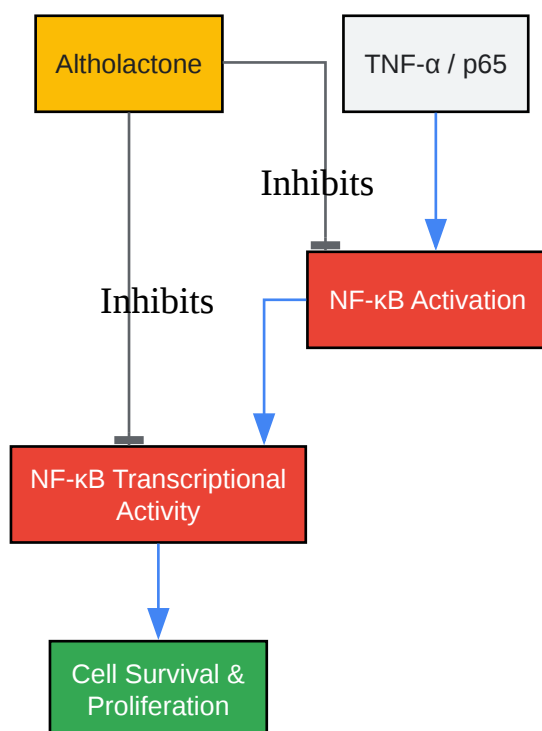 Altholactone
TNF-α / p65
Inhibits
NF-κB Activation
Inhibits
NF-κB Transcriptional
Activity
Cell Survival &
Proliferation